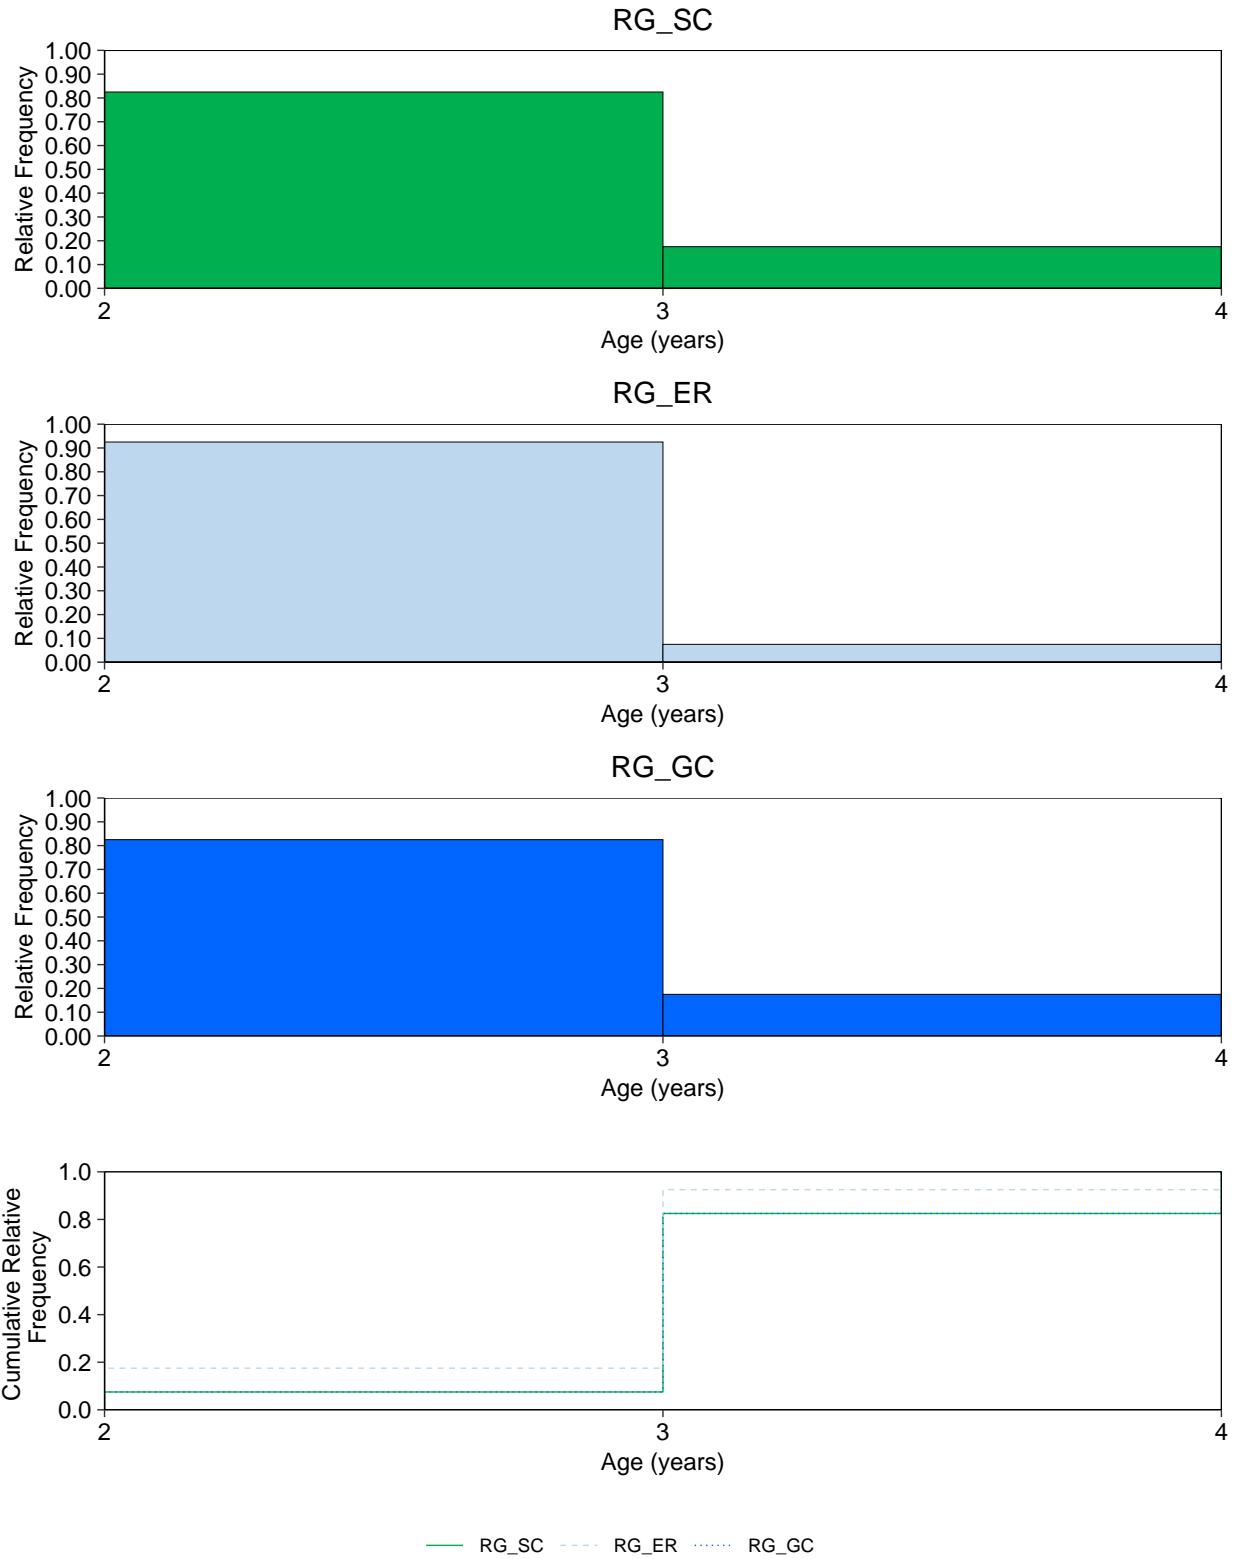 RG_SC
1.00
0.90
0.80
0.70
0.60
0.50
0.40
0.30
0.20
0.10
0.00
Relative Frequency
2 3 4
Age (years)
RG_ER
1.00
0.90
0.80
0.70
0.60
0.50
0.40
0.30
0.20
0.10
0.00
Relative Frequency
2 3 4
Age (years)
RG_GC
1.00
0.90
0.80
0.70
0.60
0.50
0.40
0.30
0.20
0.10
0.00
Relative Frequency
2 3 4
Age (years)
1.0
0.8
0.6
0.4
0.2
0.0
Cumulative Relative
Frequency
2 3 4
Age (years)
RG_SC RG_ER RG_GC